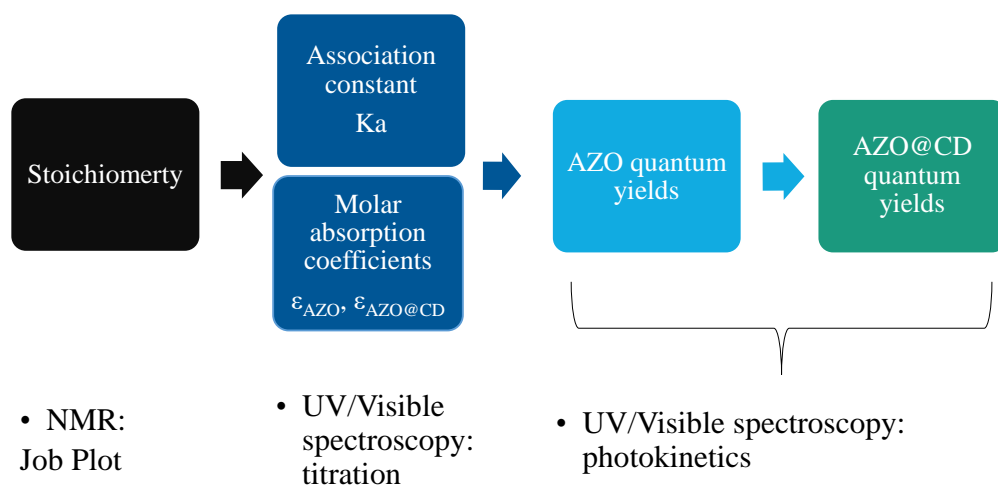 Stoichiomerty
Association
constant
Ka
Molar
absorption
coefficients
εAZO, εAZO@CD
AZO quantum
yields
AZO@CD
quantum
yields
• NMR:
Job Plot
• UV/Visible
spectroscopy:
titration
• UV/Visible spectroscopy:
photokinetics